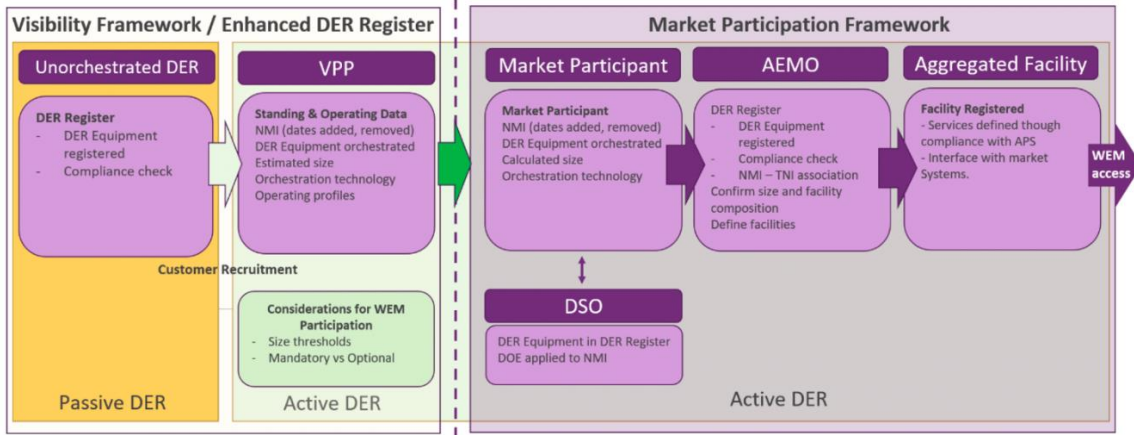 Visibility Framework / Enhanced DER Register
Unorchestrated DER
DER Register
- DER Equipment
registered
- Compliance check
VPP
Standing & Operating Data
NMI (dates added, removed)
DER Equipment orchestrated
Estimated size
Orchestration technology
Operating profiles
Customer Recruitment
Considerations for WEM
Participation
- Size thresholds
- Mandatory vs Optional
Passive DER
Active DER
Market Participation Framework
Market Participant
Market Participant
NMI (dates added, removed)
DER Equipment orchestrated
Calculated size
Orchestration technology
DSO
DER Equipment in DER Register
DOE applied to NMI
AEMO
DER Register
- DER Equipment
registered
- Compliance check
- NMI – TNI association
Confirm size and facility
composition
Define facilities
Aggregated Facility
Facility Registered
- Services defined though
compliance with APS
- Interface with market
Systems.
WEM
access
Active DER